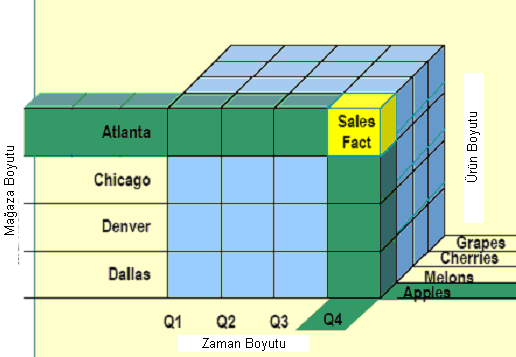 Atlanta
Sales
Fact
Chicago
Denver
Dallas
Mağaza Boyutu
Ürün Boyutu
Grapes
Cherries
Melons
Apples
Q1 Q2 Q3 Q4
Zaman Boyutu